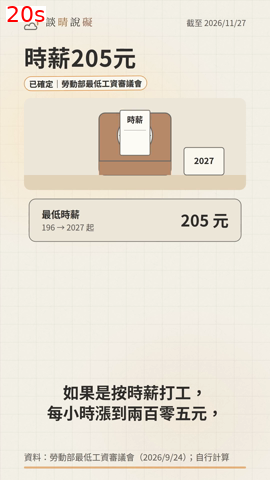 20s
談晴說礙
截至 2026/11/27
時薪205元
已確定｜勞動部最低工資審議會
時薪
2027
最低時薪
196 → 2027 起
205 元
如果是按時薪打工，
每小時漲到兩百零五元，
資料：勞動部最低工資審議會（2026/9/24）；自行計算